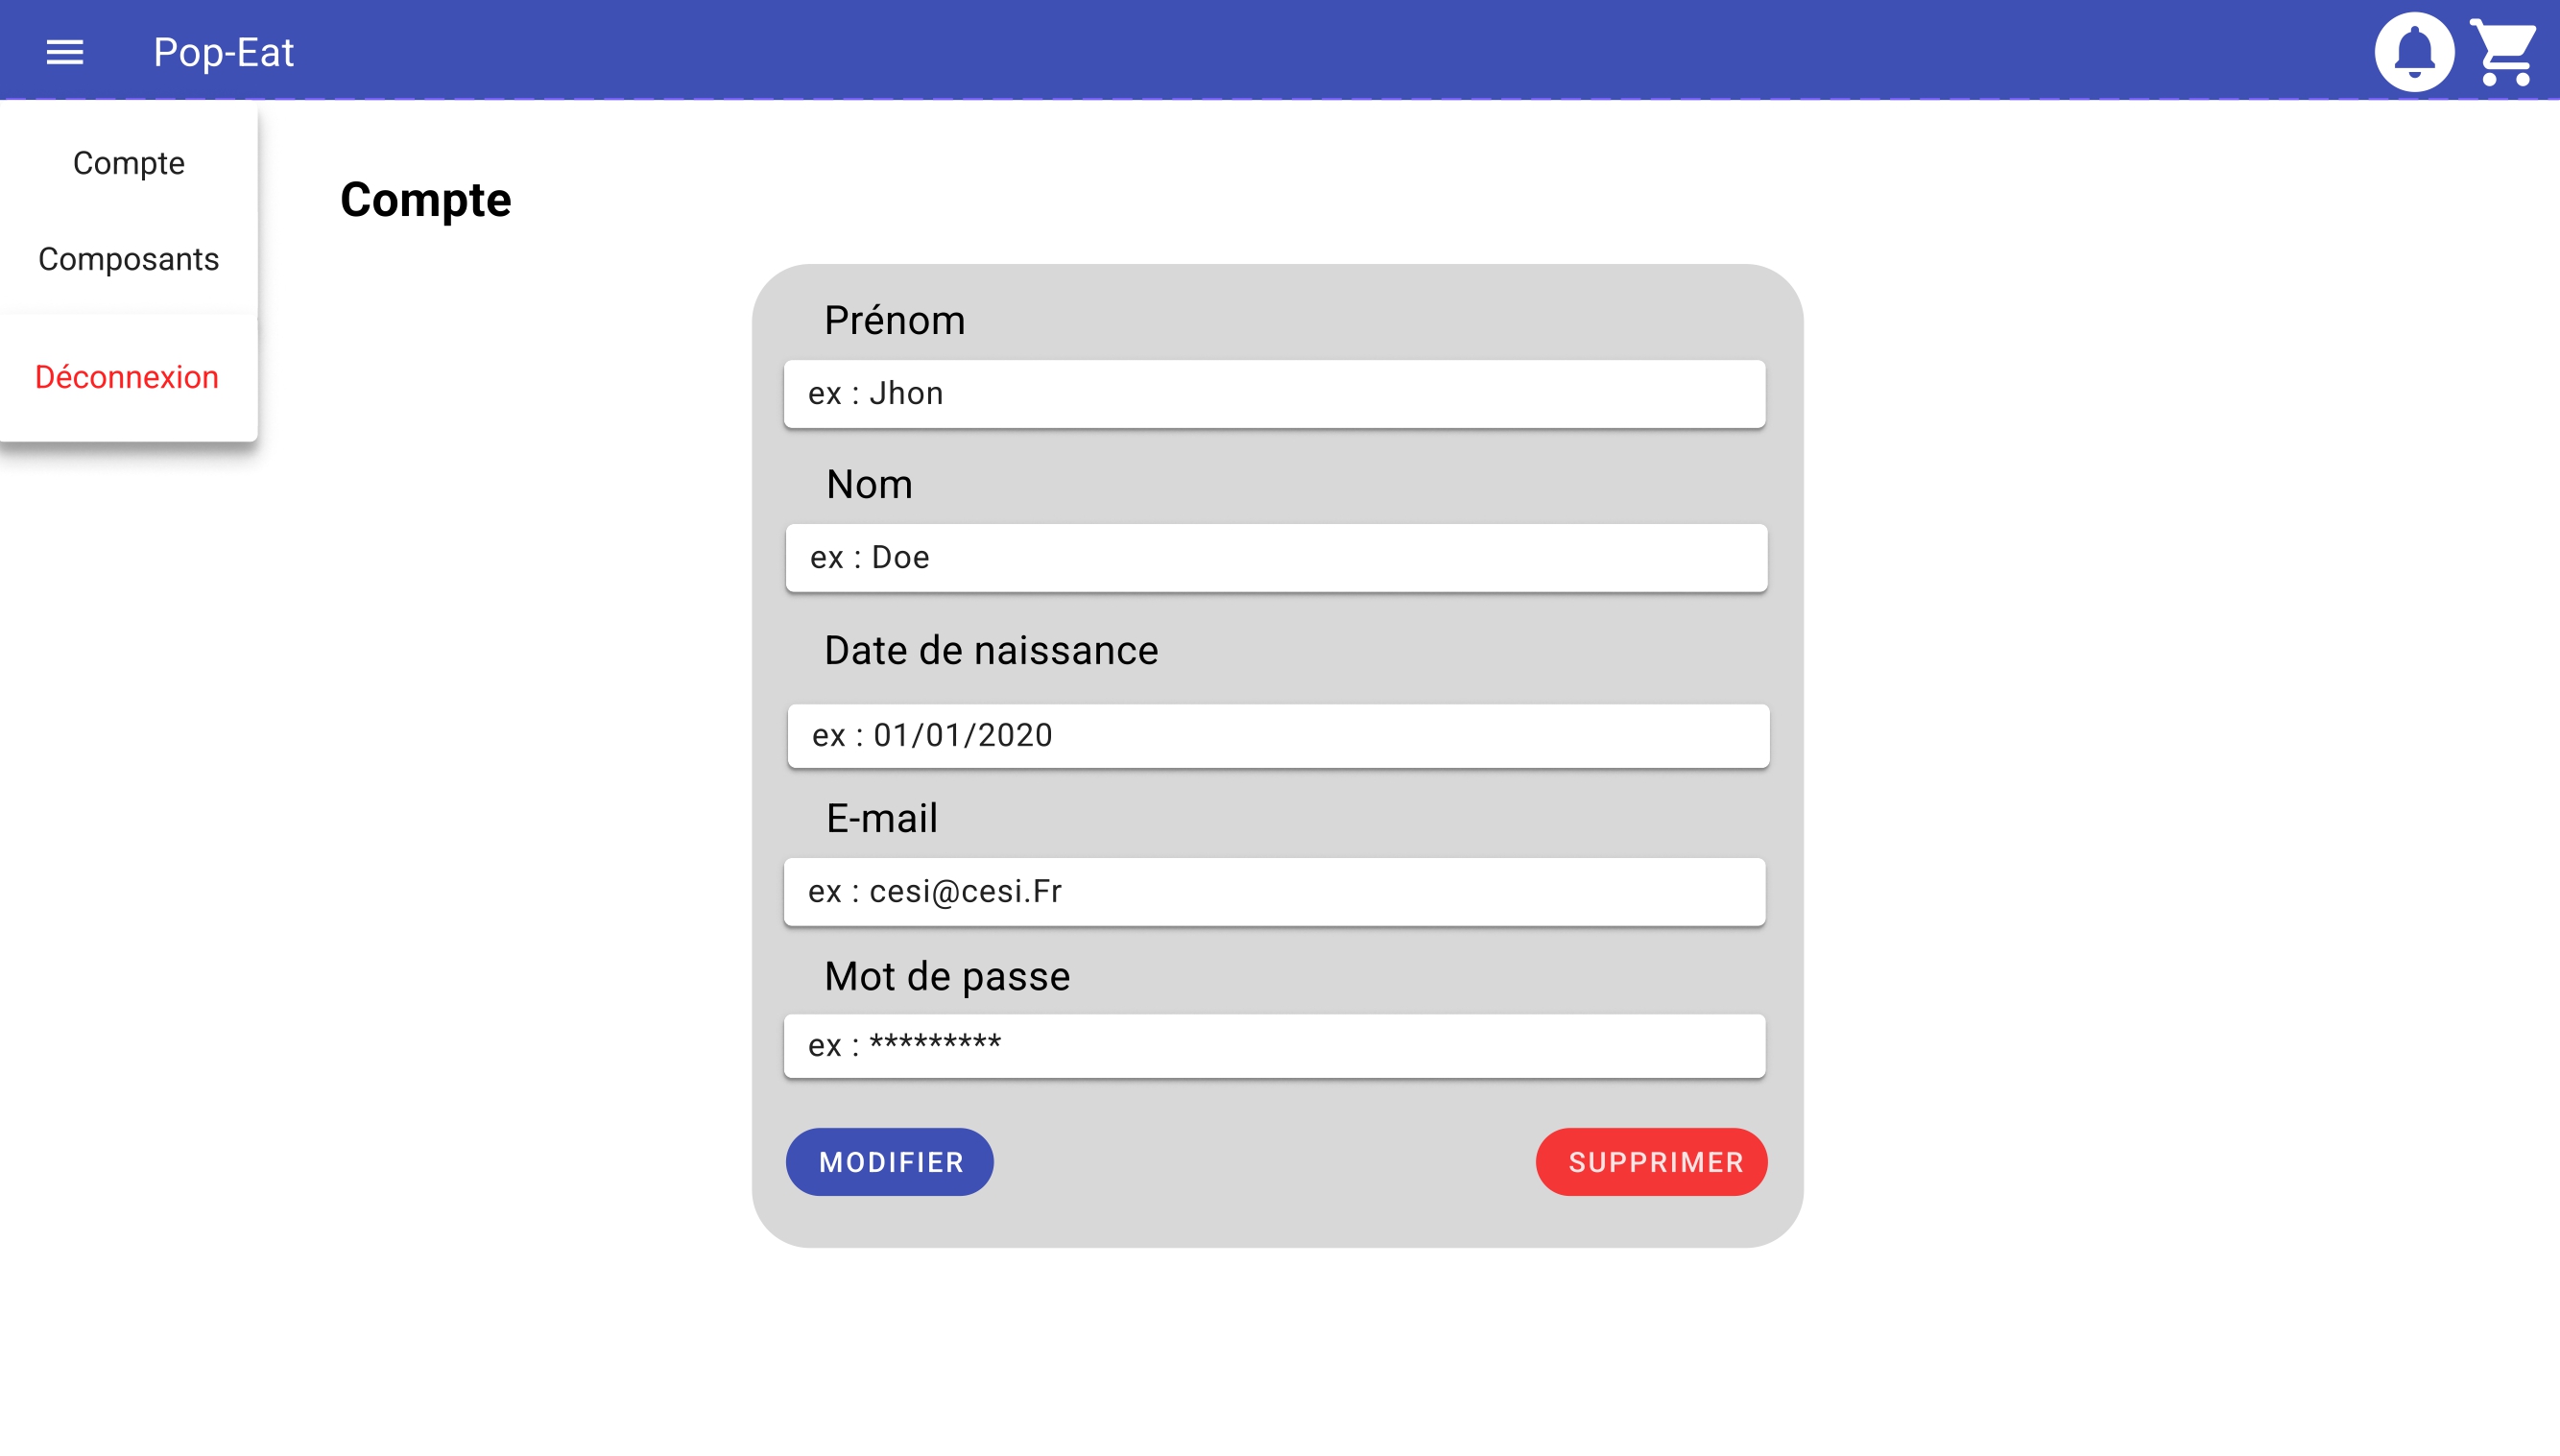 Pop-Eat
Compte
Composants
Déconnexion
Compte
Prénom
ex : Jhon
Nom
ex : Doe
Date de naissance
ex : 01/01/2020
E-mail
ex : cesi@cesi.Fr
Mot de passe
ex : *********
MODIFIER
SUPPRIMER